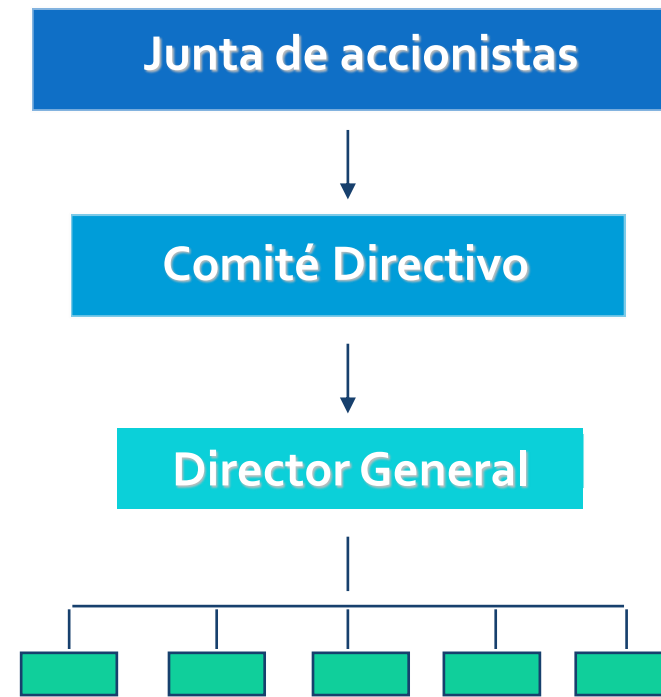 Junta de accionistas
Comité Directivo
Director General